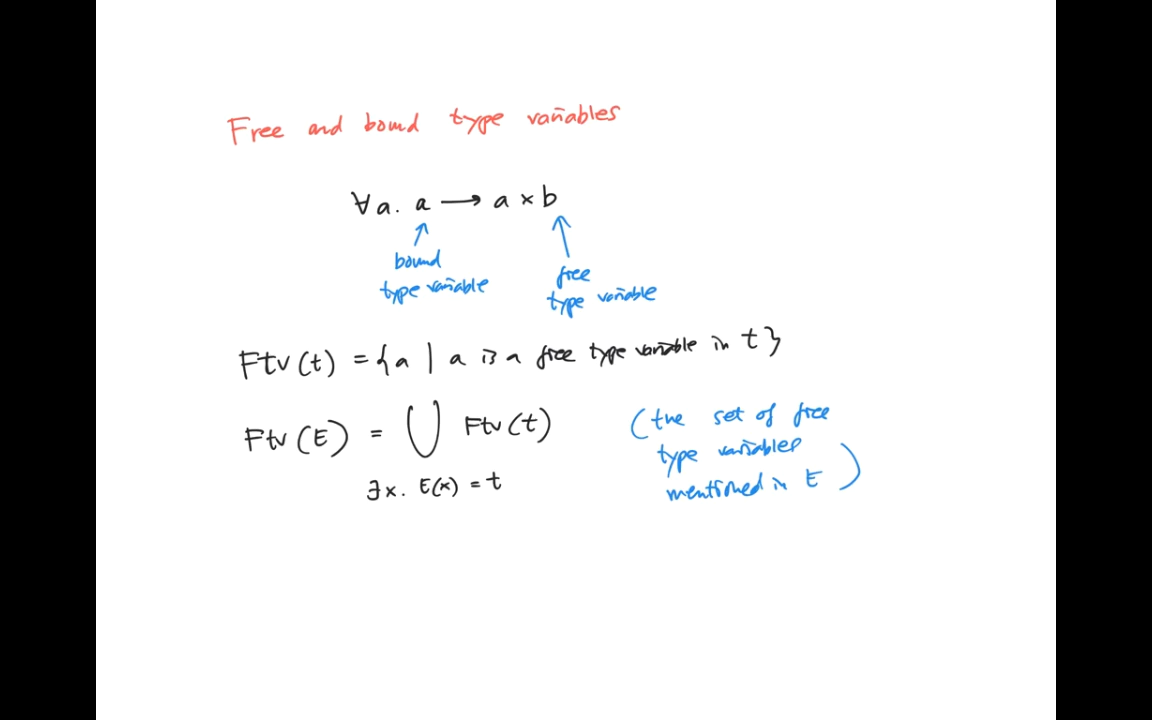 Free and bound type variables
∀a. a → a × b
bound
type variable
free
type variable
Ftv(t) = {a | a is a free type variable in t}
Ftv(E) = ⋃ Ftv(t)
∃x. E(x) = t
(the set of free
type variables
mentioned in E)